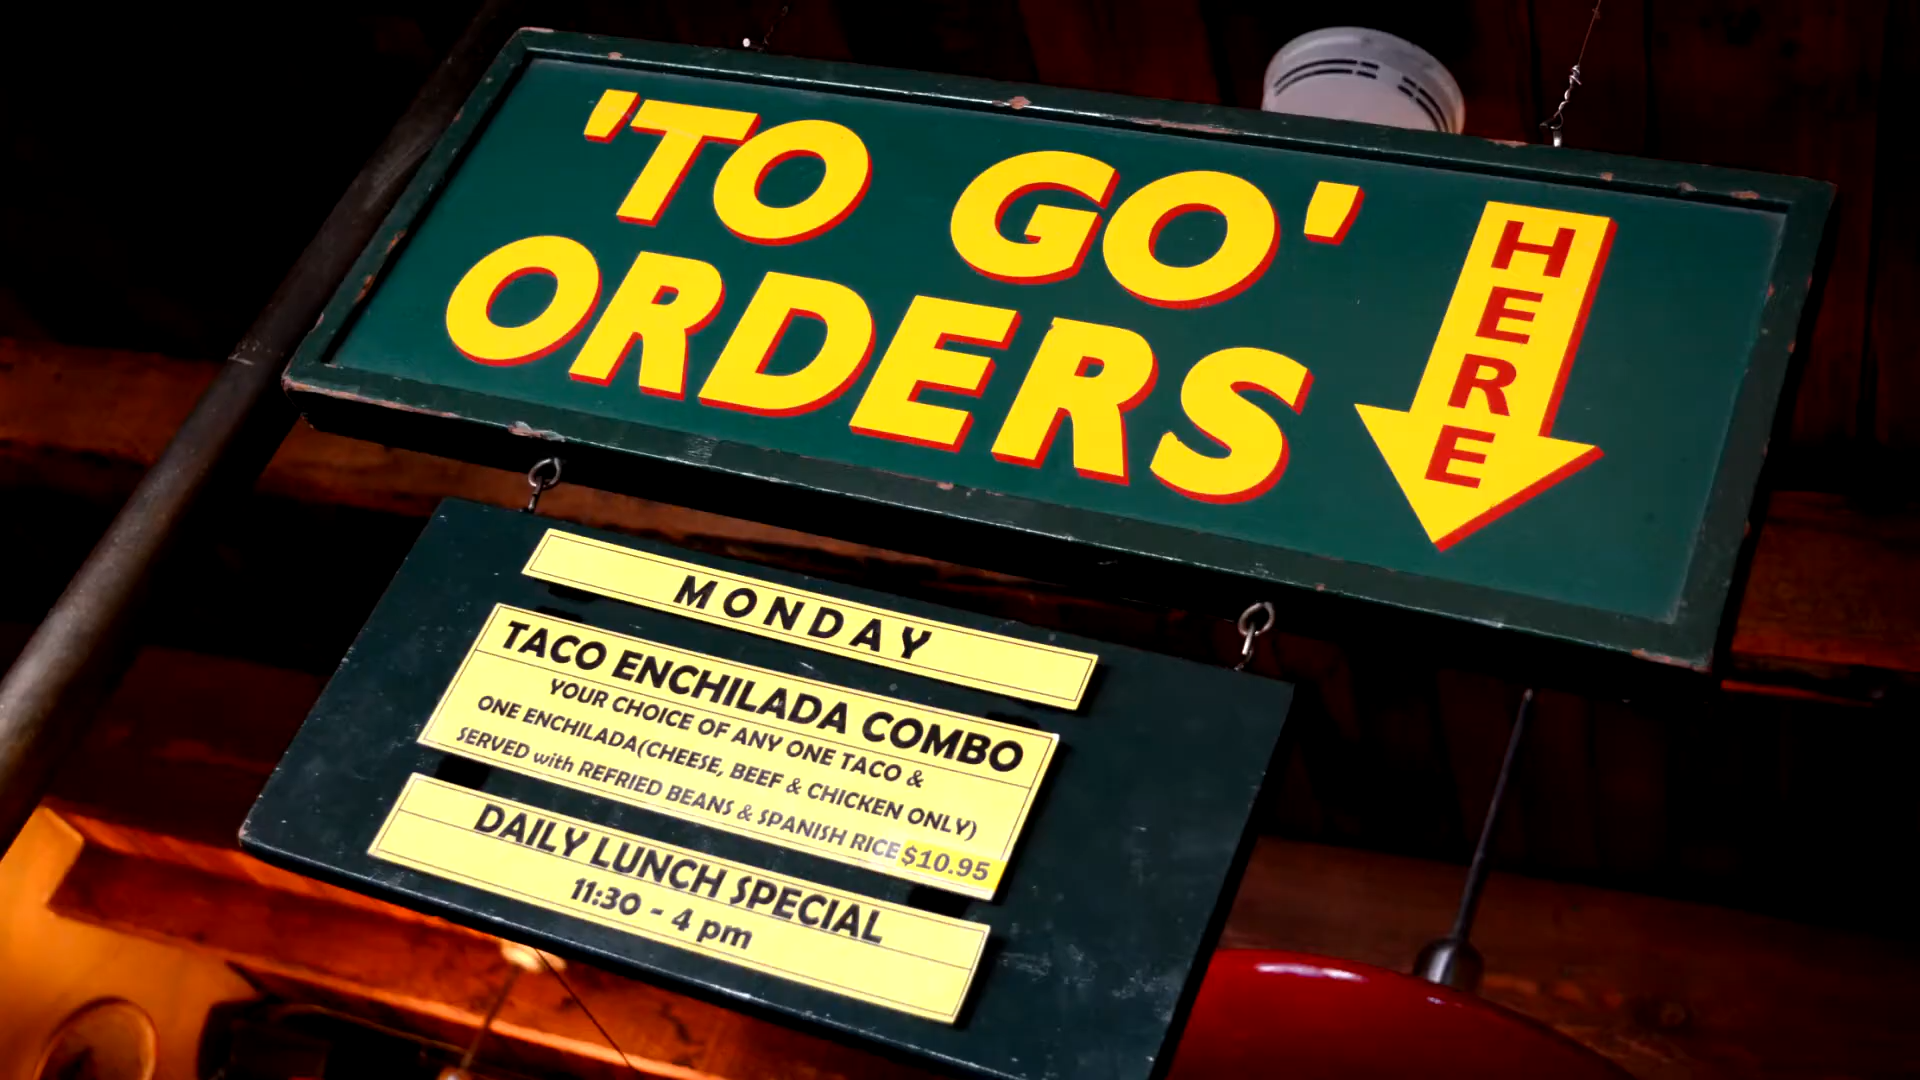 'TO GO'
ORDERS
HERE
MONDAY
TACO ENCHILADA COMBO
YOUR CHOICE OF ANY ONE TACO &
ONE ENCHILADA(CHEESE, BEEF & CHICKEN ONLY)
SERVED with REFRIED BEANS & SPANISH RICE $10.95
DAILY LUNCH SPECIAL
11:30 - 4 pm